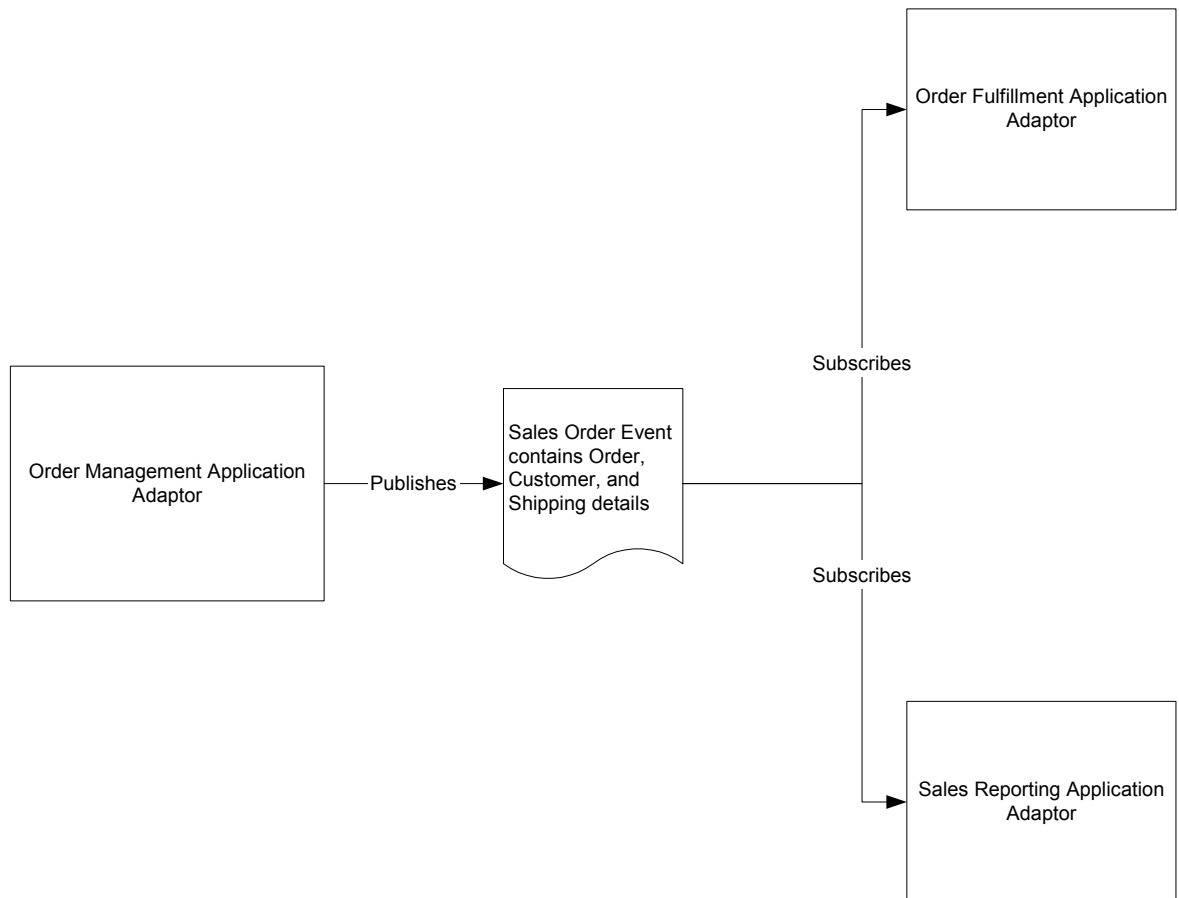 Order Fulfillment Application
Adaptor
Subscribes
Order Management Application
Adaptor
Publishes
Sales Order Event
contains Order,
Customer, and
Shipping details
Subscribes
Sales Reporting Application
Adaptor